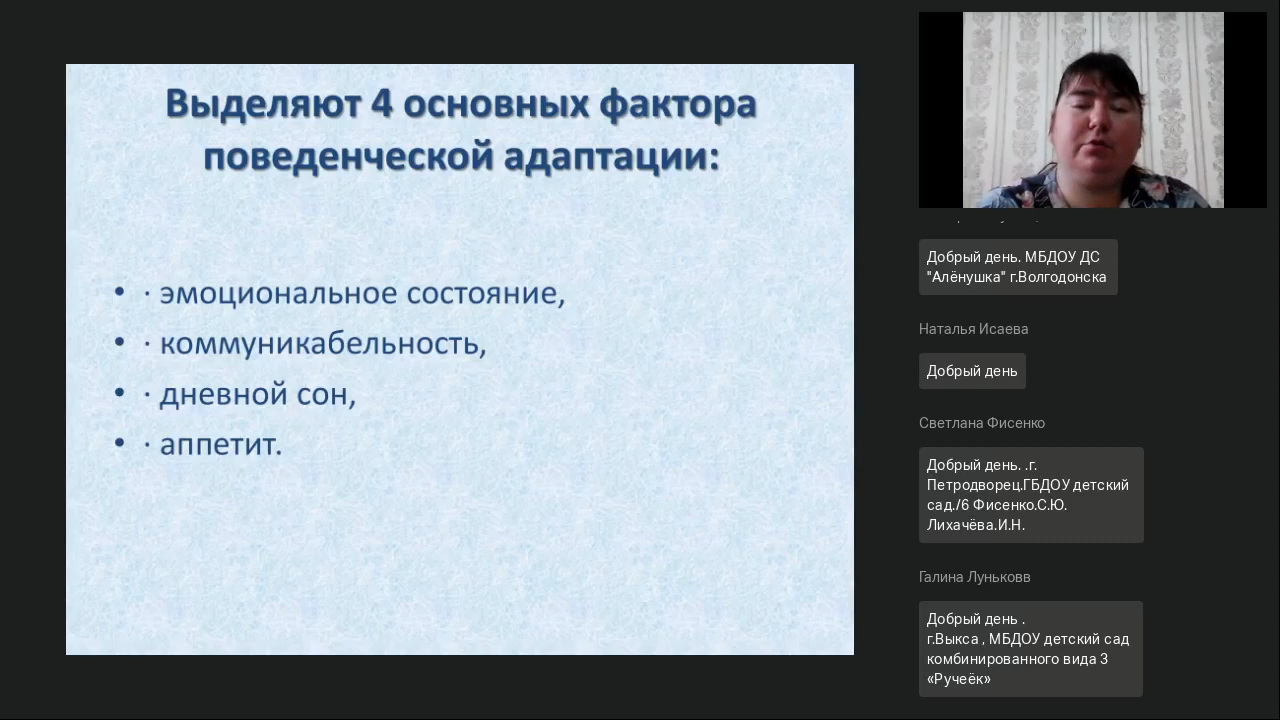 Выделяют 4 основных фактора
поведенческой адаптации:
• · эмоциональное состояние,
• · коммуникабельность,
• · дневной сон,
• · аппетит.
Добрый день. МБДОУ ДС
"Алёнушка" г.Волгодонска
Наталья Исаева
Добрый день
Светлана Фисенко
Добрый день. .г.
Петродворец.ГБДОУ детский
сад./6 Фисенко.С.Ю.
Лихачёва.И.Н.
Галина Луньковв
Добрый день .
г.Выкса , МБДОУ детский сад
комбинированного вида 3
«Ручеёк»